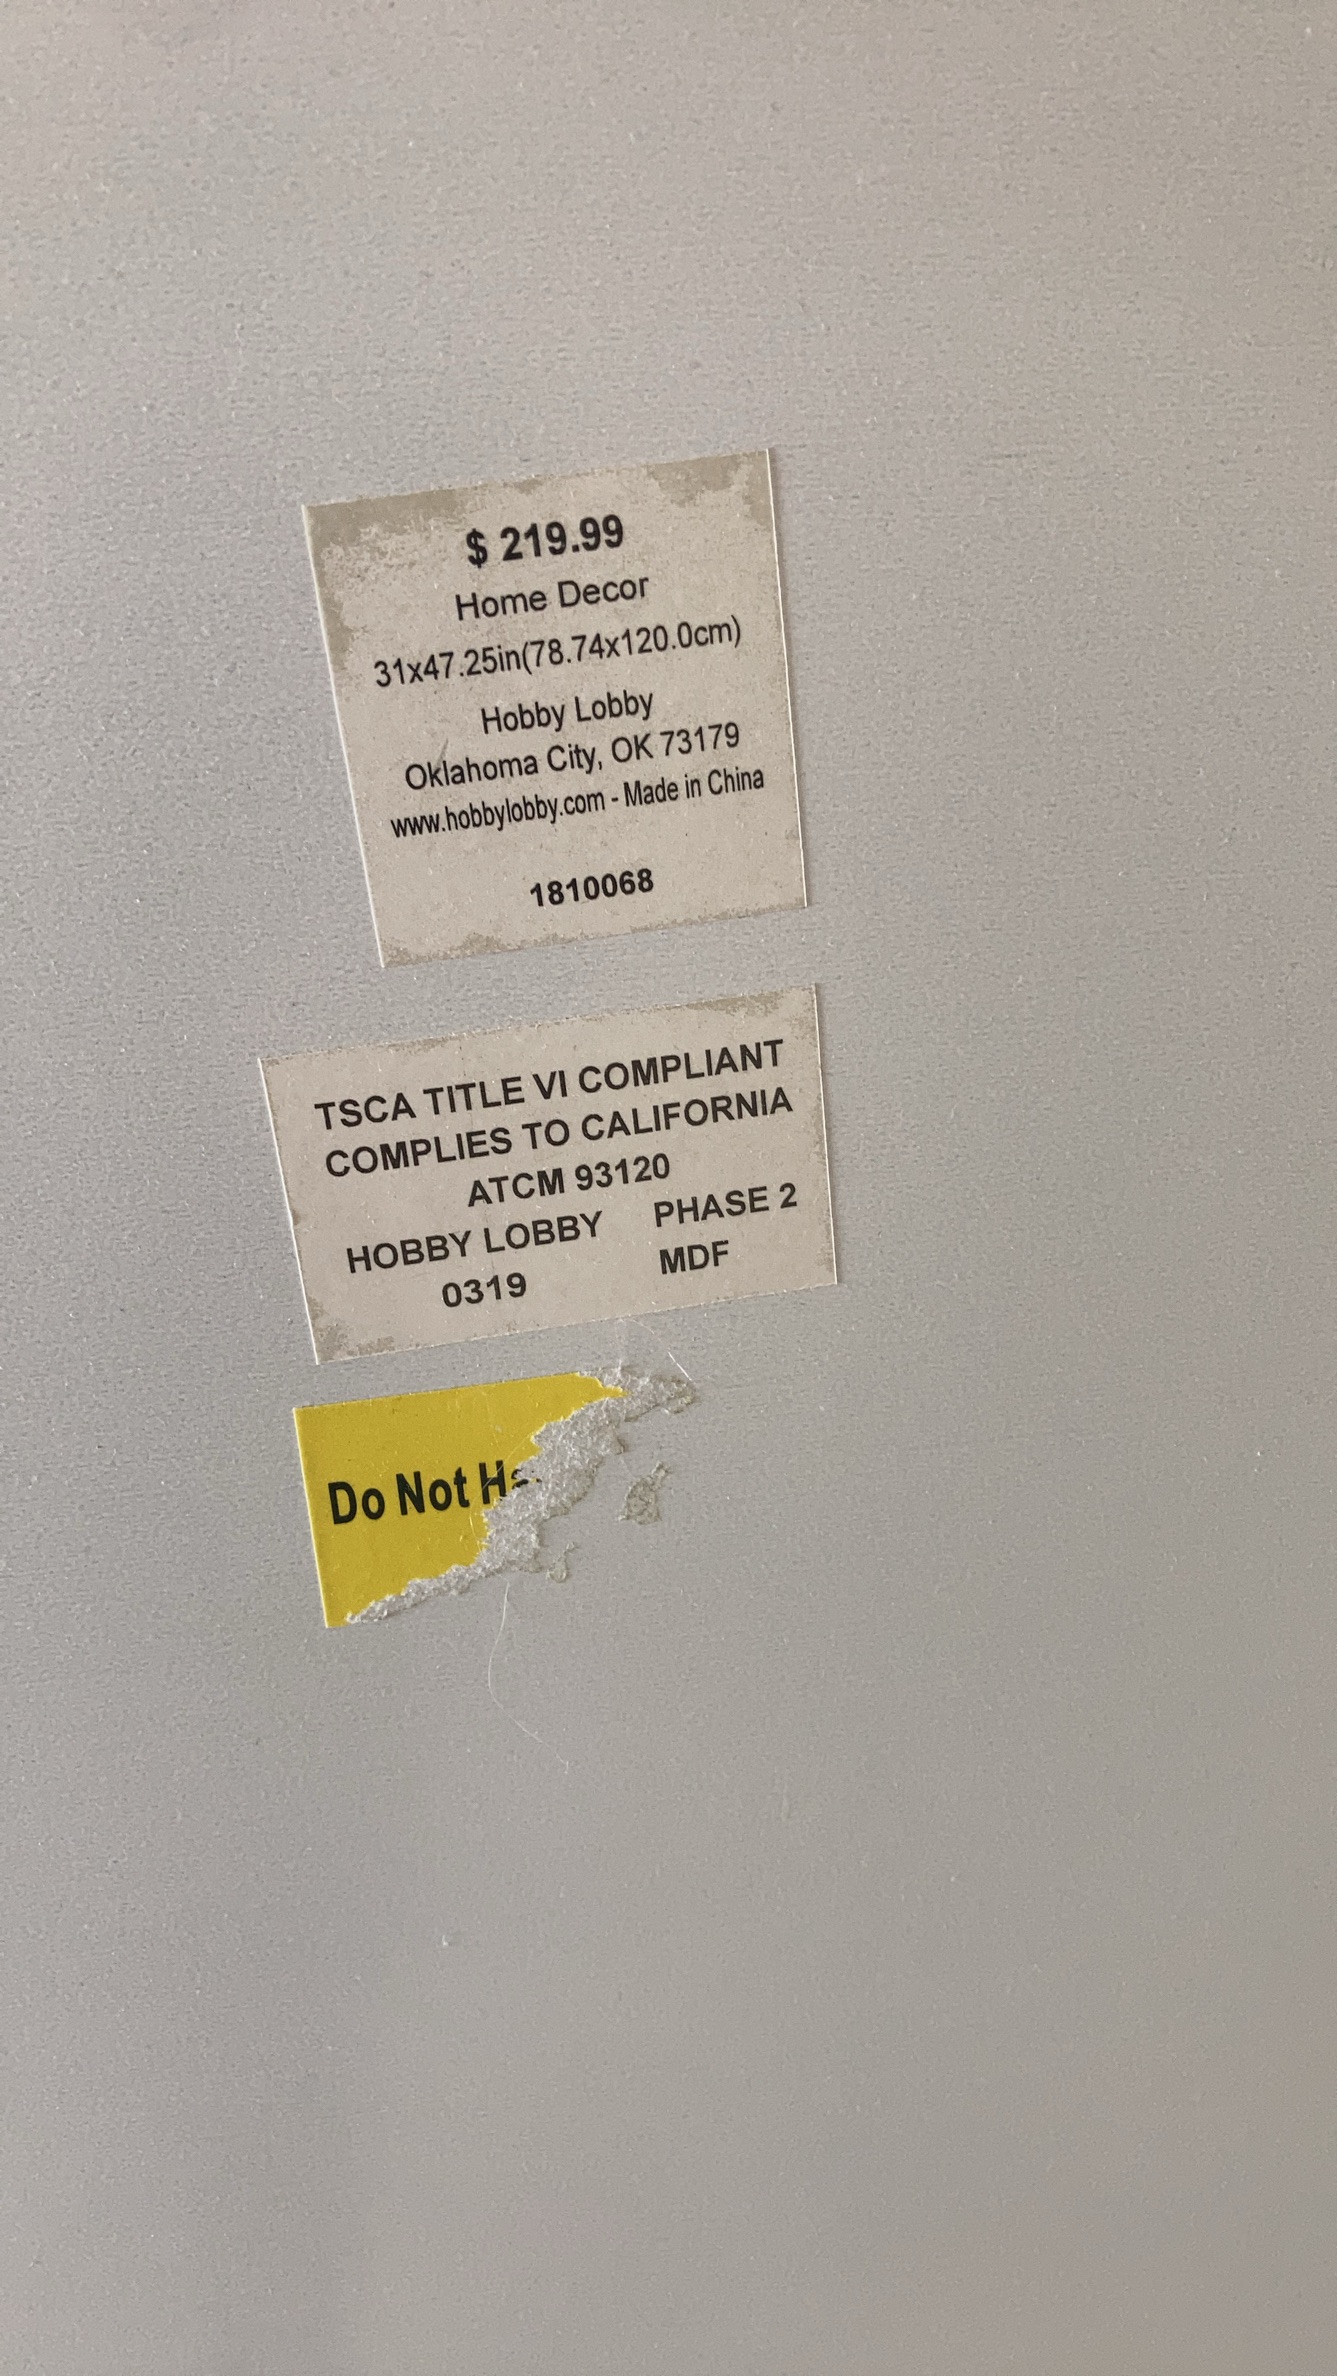 $ 219.99
Home Decor
31x47.25in(78.74x120.0cm)
Hobby Lobby
Oklahoma City, OK 73179
www.hobbylobby.com - Made in China
1810068
TSCA TITLE VI COMPLIANT
COMPLIES TO CALIFORNIA
ATCM 93120
HOBBY LOBBY PHASE 2
0319 MDF
Do Not